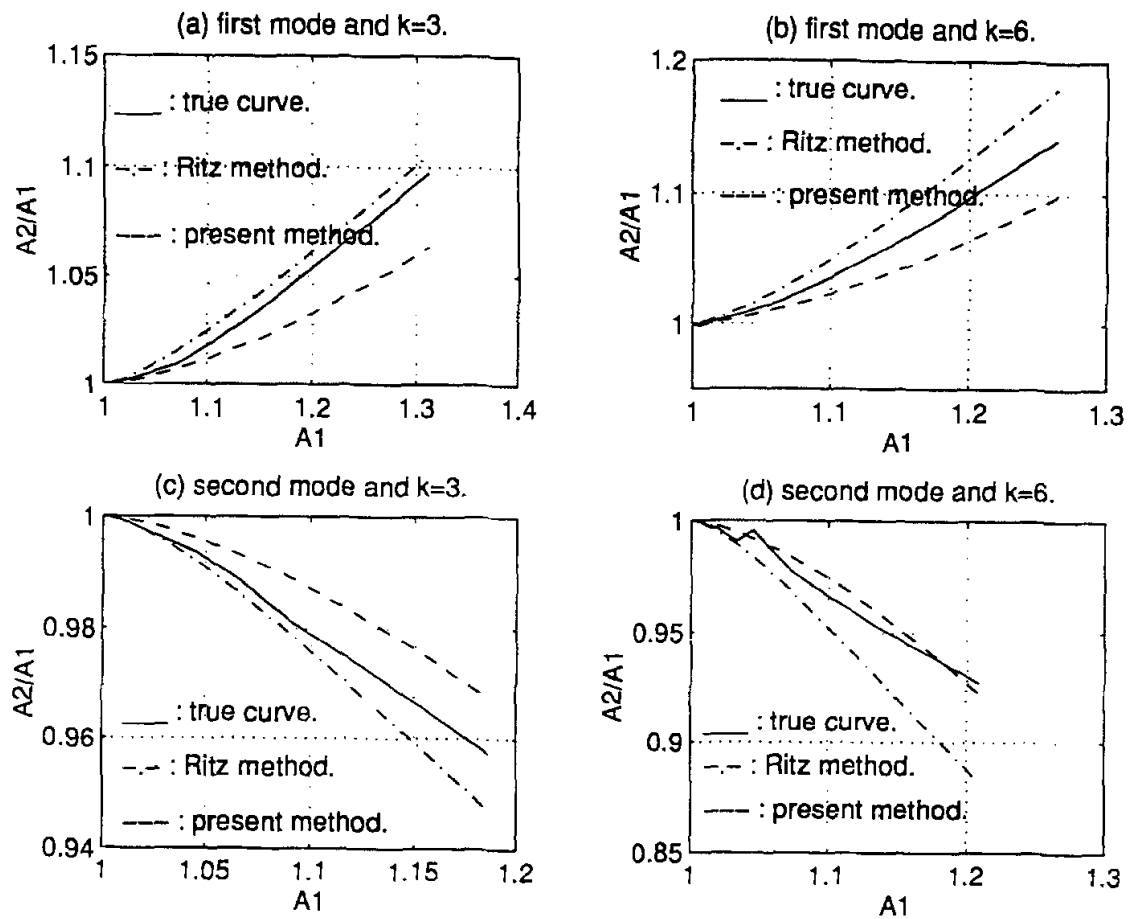 (a) first mode and k=3.
1.15
___ : true curve.
1.1
-.- : Ritz method.
A2/A1
--- : present method.
1.05
1
1 1.1 1.2 1.3 1.4
A1
(b) first mode and k=6.
1.2
___ : true curve.
-.- : Ritz method.
1.1
--- : present method.
A2/A1
1
1 1.1 1.2 1.3
A1
(c) second mode and k=3.
1
0.98
A2/A1
___ : true curve.
0.96
-.- : Ritz method.
--- : present method.
0.94
1 1.05 1.1 1.15 1.2
A1
(d) second mode and k=6.
1
0.95
A2/A1
___ : true curve.
0.9
-.- : Ritz method.
--- : present method.
0.85
1 1.1 1.2 1.3
A1